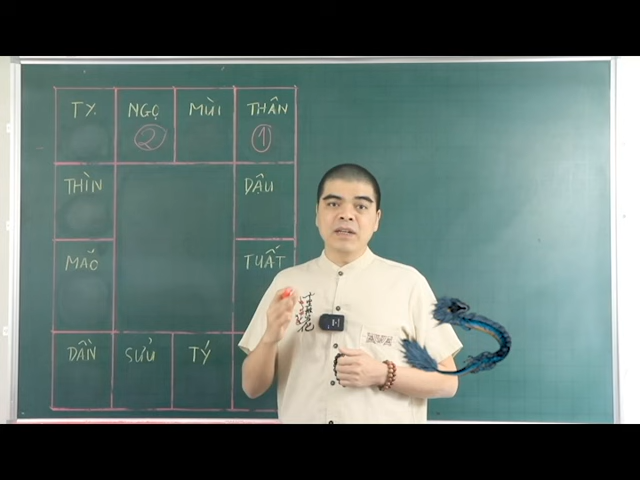 TY. NGỌ MÙI THÂN
2 1
THÌN DẬU
MÃO TUẤT
DẦN SỬU TÝ